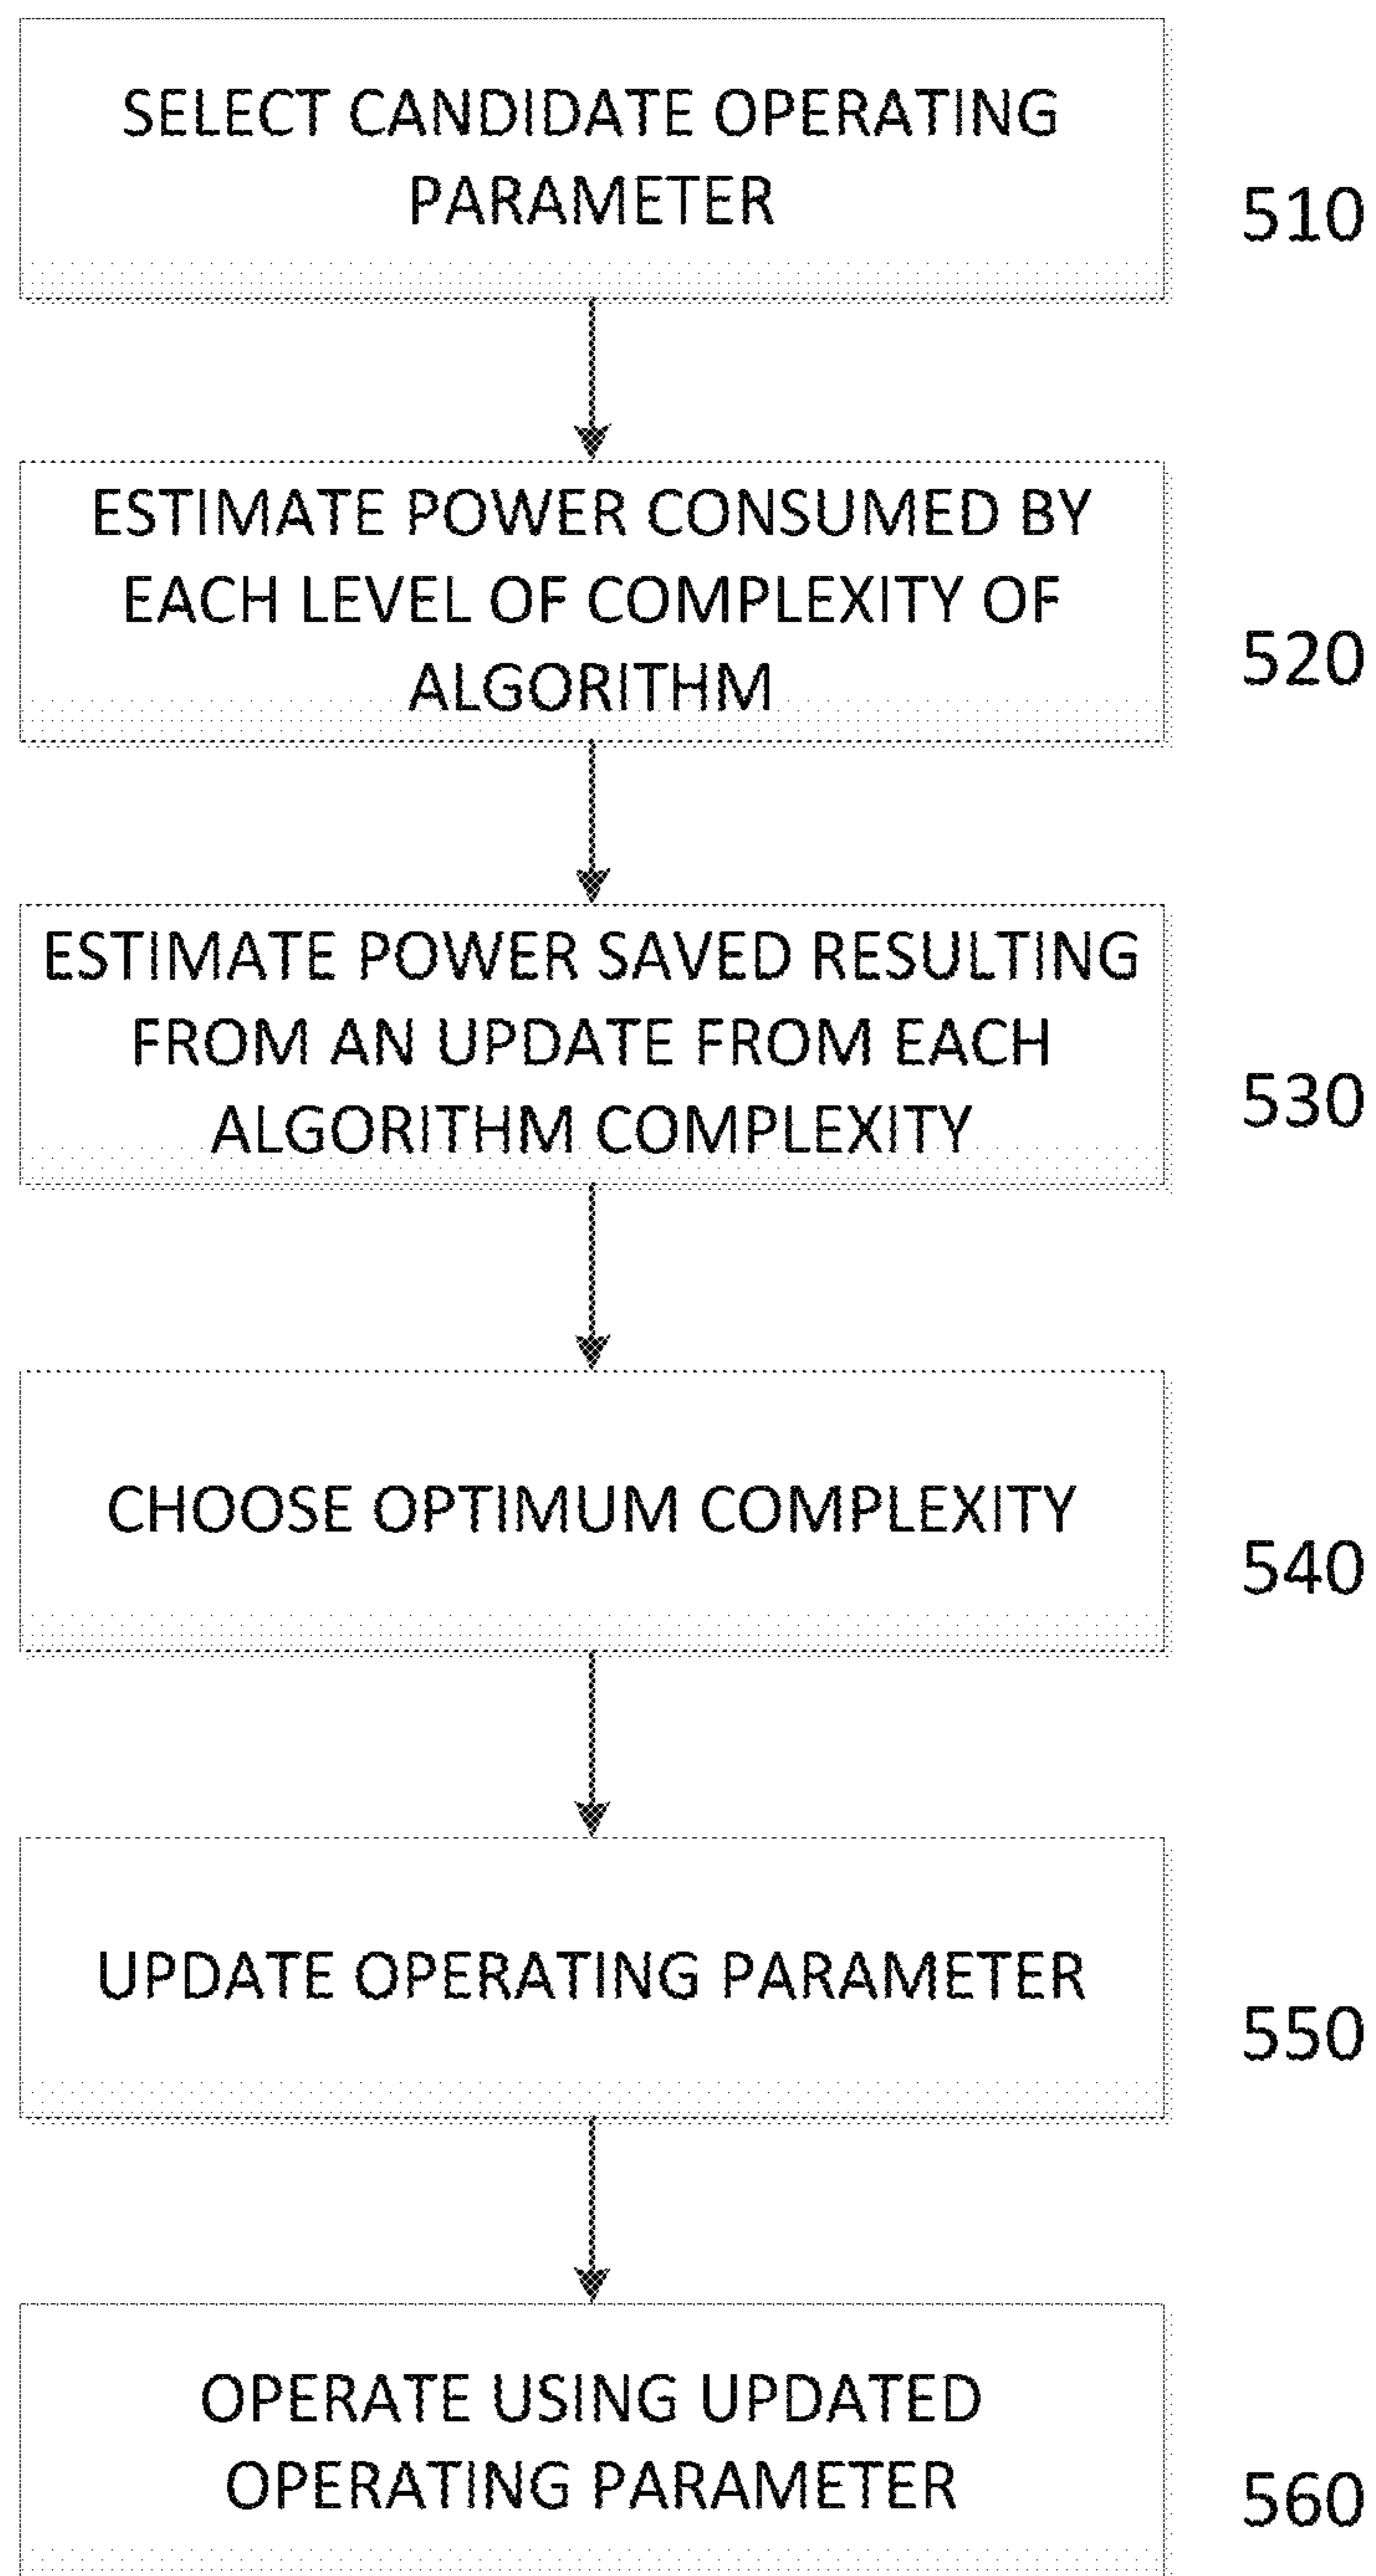 SELECT CANDIDATE OPERATING
PARAMETER
510
ESTIMATE POWER CONSUMED BY
EACH LEVEL OF COMPLEXITY OF
ALGORITHM
520
ESTIMATE POWER SAVED RESULTING
FROM AN UPDATE FROM EACH
ALGORITHM COMPLEXITY
530
CHOOSE OPTIMUM COMPLEXITY
540
UPDATE OPERATING PARAMETER
550
OPERATE USING UPDATED
OPERATING PARAMETER
560